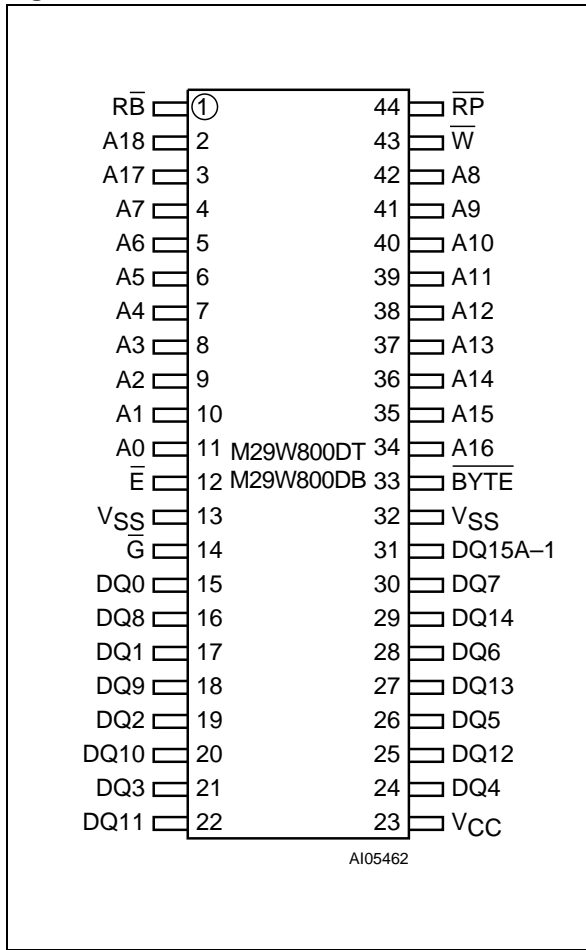 RB̅ 1 44 R̅P̅
A18 2 43 W̅
A17 3 42 A8
A7 4 41 A9
A6 5 40 A10
A5 6 39 A11
A4 7 38 A12
A3 8 37 A13
A2 9 36 A14
A1 10 35 A15
A0 11 M29W800DT 34 A16
E̅ 12 M29W800DB 33 B̅Y̅T̅E̅
VSS 13 32 VSS
G̅ 14 31 DQ15A–1
DQ0 15 30 DQ7
DQ8 16 29 DQ14
DQ1 17 28 DQ6
DQ9 18 27 DQ13
DQ2 19 26 DQ5
DQ10 20 25 DQ12
DQ3 21 24 DQ4
DQ11 22 23 VCC
AI05462